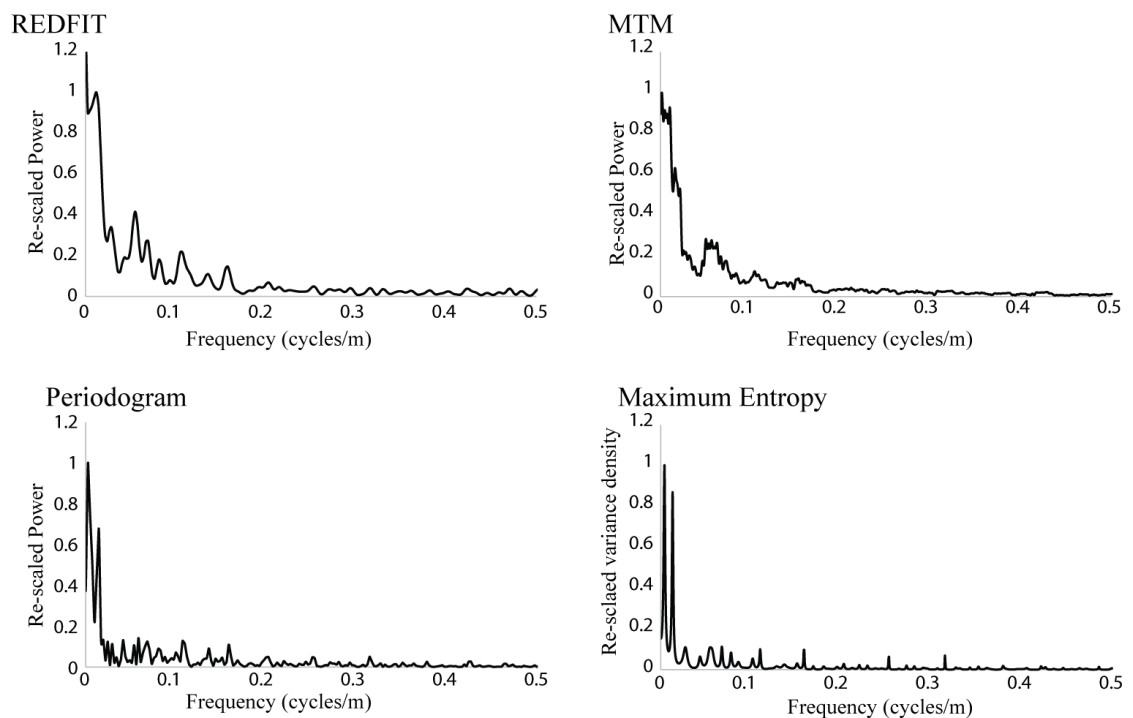 REDFIT
1.2
1
0.8
0.6
0.4
0.2
0
Re-scaled Power
0 0.1 0.2 0.3 0.4 0.5
Frequency (cycles/m)
MTM
1.2
1
0.8
0.6
0.4
0.2
0
Re-scaled Power
0 0.1 0.2 0.3 0.4 0.5
Frequency (cycles/m)
Periodogram
1.2
1
0.8
0.6
0.4
0.2
0
Re-scaled Power
0 0.1 0.2 0.3 0.4 0.5
Frequency (cycles/m)
Maximum Entropy
1.2
1
0.8
0.6
0.4
0.2
0
Re-sclaed variance density
0 0.1 0.2 0.3 0.4 0.5
Frequency (cycles/m)